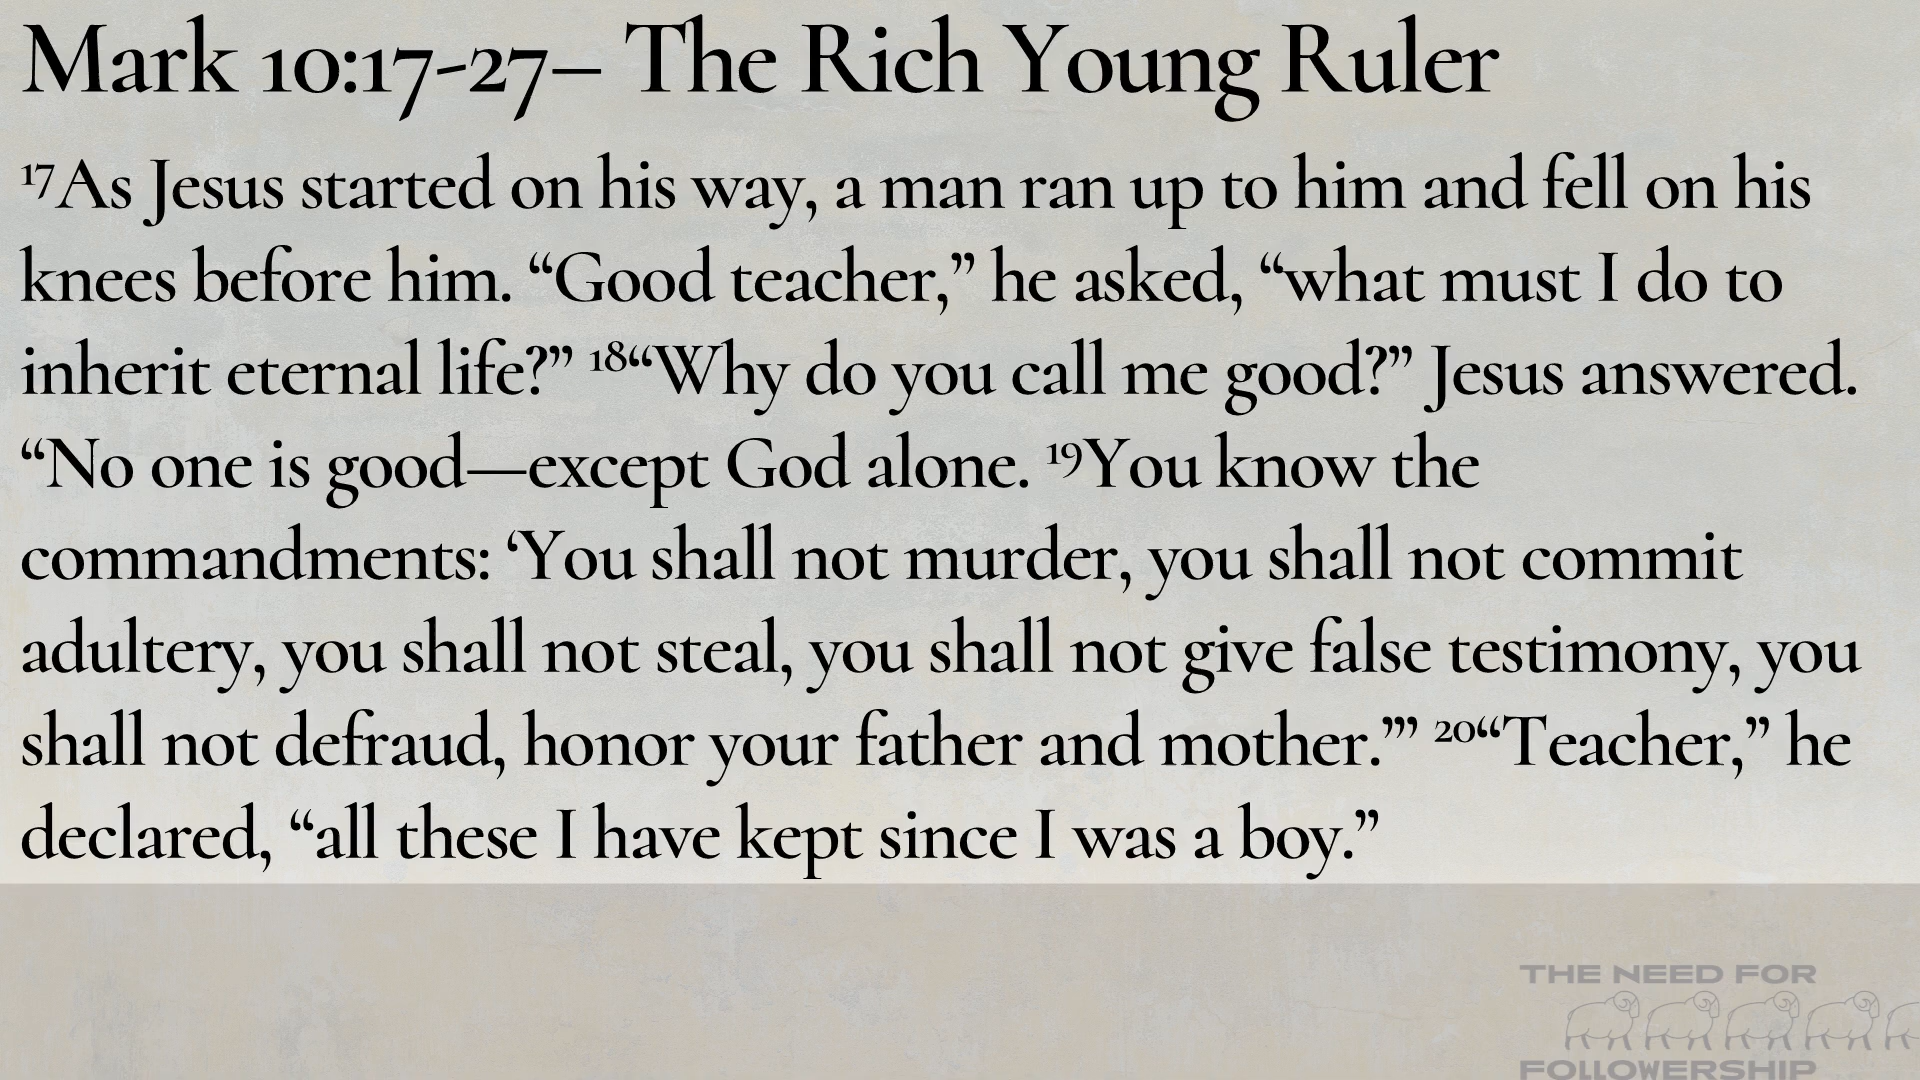 Mark 10:17-27– The Rich Young Ruler
17As Jesus started on his way, a man ran up to him and fell on his
knees before him. “Good teacher,” he asked, “what must I do to
inherit eternal life?” 18“Why do you call me good?” Jesus answered.
“No one is good—except God alone. 19You know the
commandments: ‘You shall not murder, you shall not commit
adultery, you shall not steal, you shall not give false testimony, you
shall not defraud, honor your father and mother.’” 20“Teacher,” he
declared, “all these I have kept since I was a boy.”
THE NEED FOR
FOLLOWERSHIP